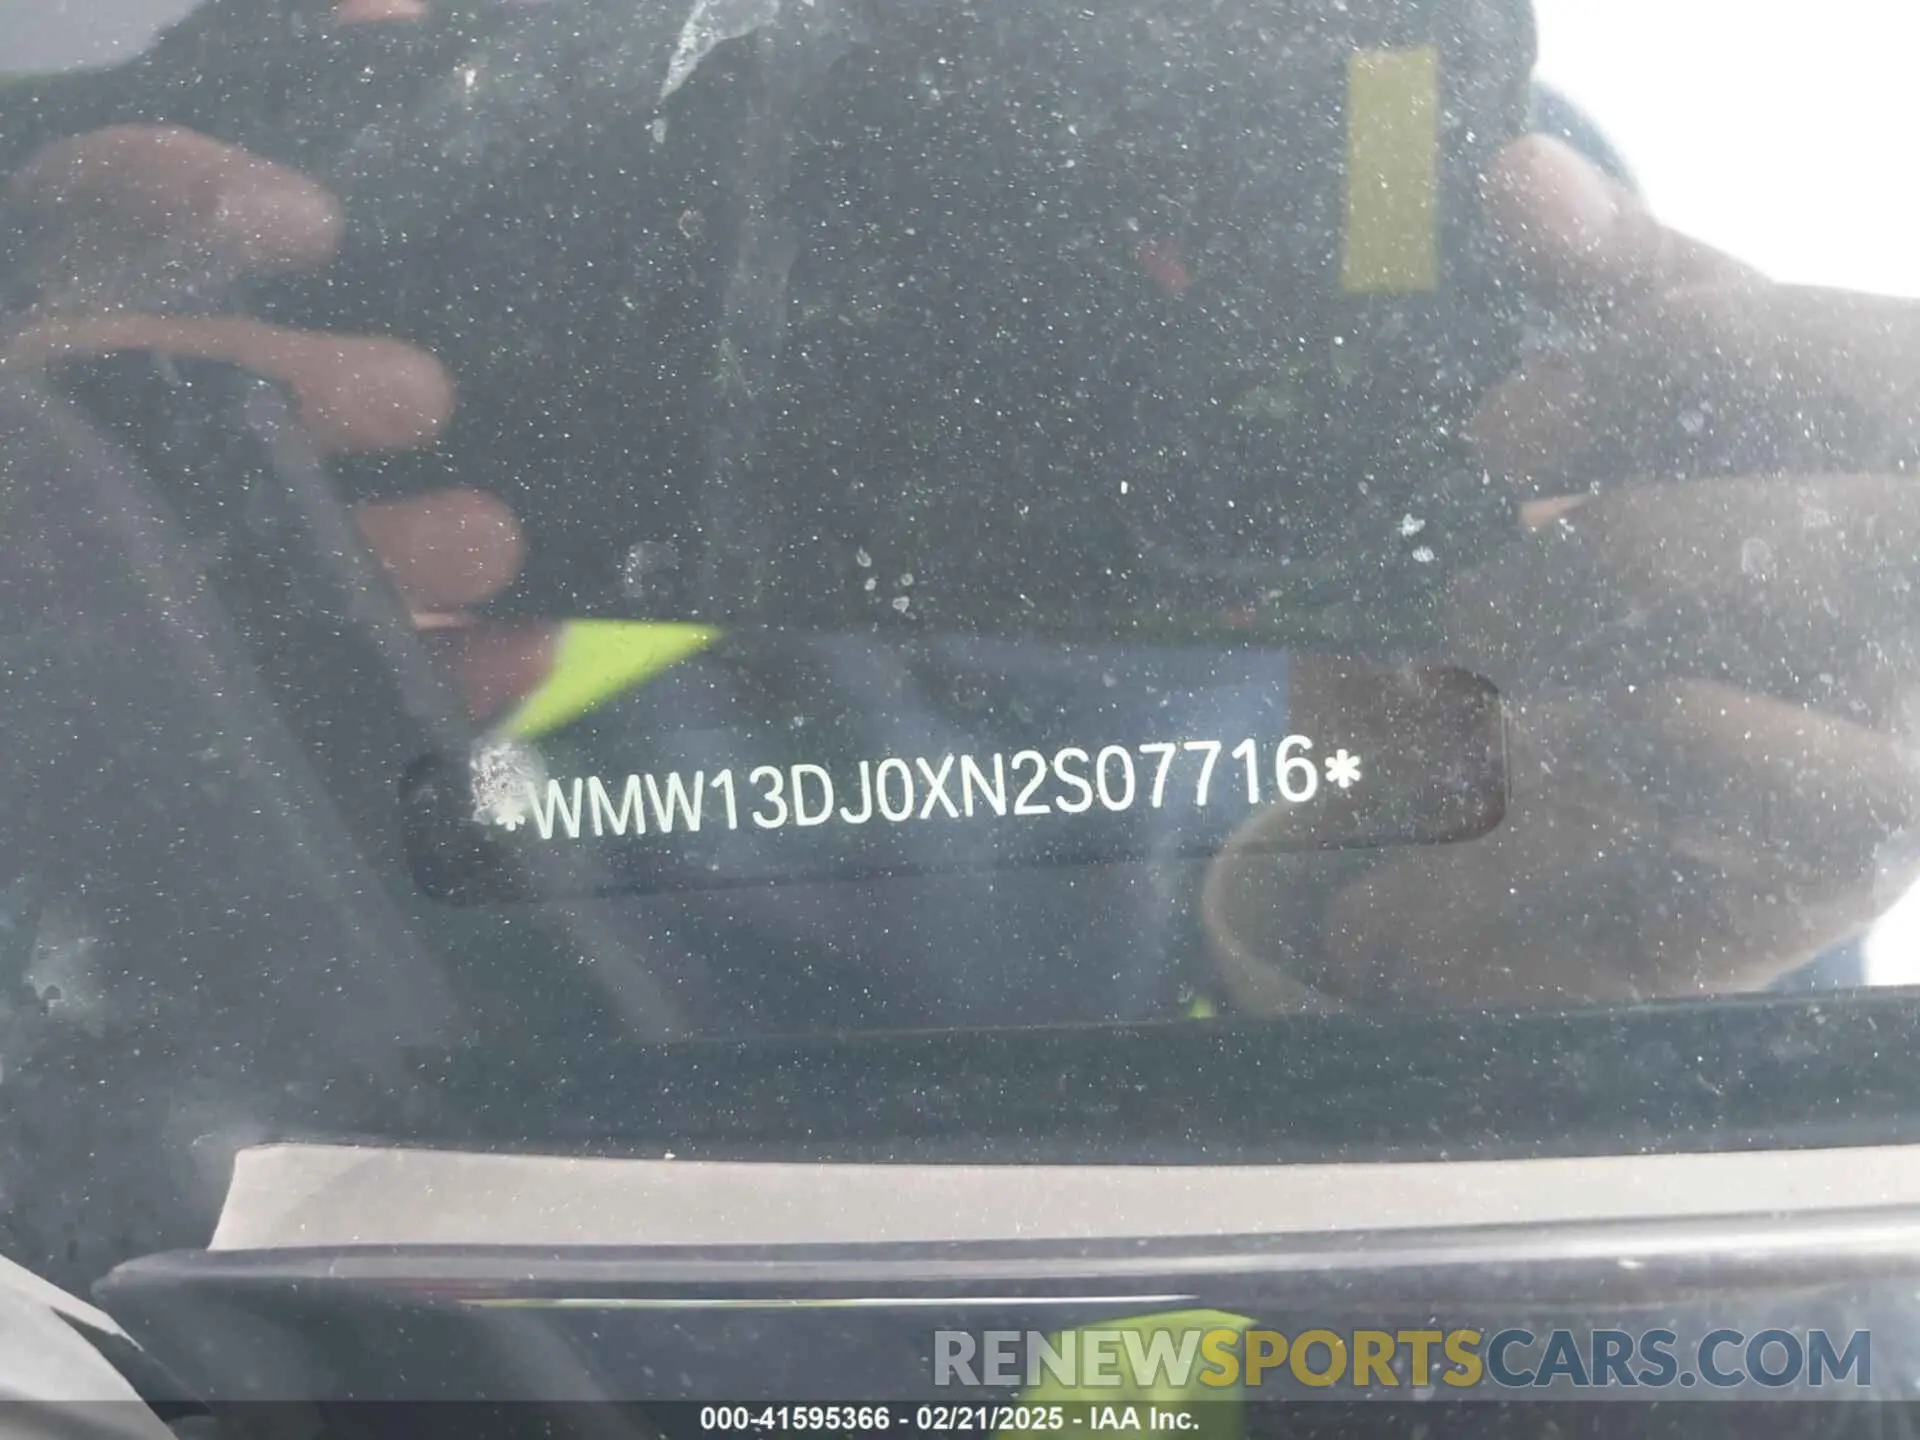 *WMW13DJ0XN2S07716*
RENEWSPORTSCARS.COM
000-41595366 - 02/21/2025 - IAA Inc.